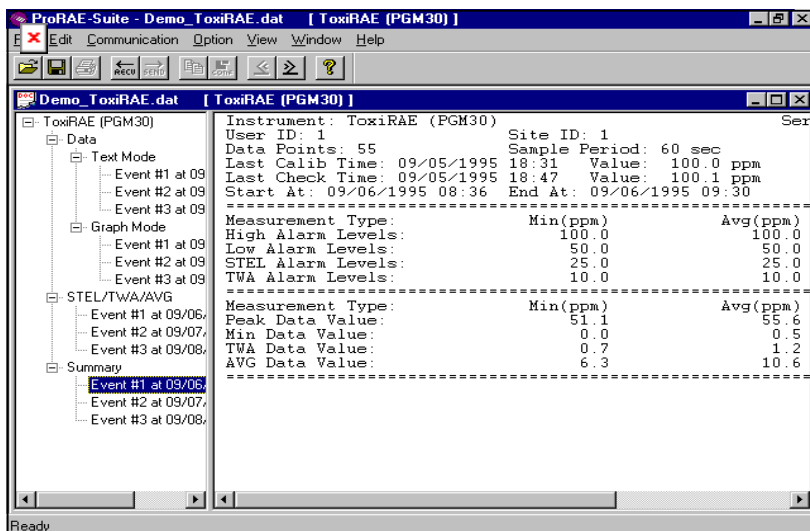 ProRAE-Suite - Demo_ToxiRAE.dat [ ToxiRAE (PGM30) ]
F Edit Communication Option View Window Help
RECV SEND CONF
Demo_ToxiRAE.dat [ ToxiRAE (PGM30) ]
ToxiRAE (PGM30)
Data
Text Mode
Event #1 at 09
Event #2 at 09
Event #3 at 09
Graph Mode
Event #1 at 09
Event #2 at 09
Event #3 at 09
STEL/TWA/AVG
Event #1 at 09/06/
Event #2 at 09/07/
Event #3 at 09/08/
Summary
Event #1 at 09/06/
Event #2 at 09/07/
Event #3 at 09/08/
Instrument: ToxiRAE (PGM30) Ser
User ID: 1 Site ID: 1
Data Points: 55 Sample Period: 60 sec
Last Calib Time: 09/05/1995 18:31 Value: 100.0 ppm
Last Check Time: 09/05/1995 18:47 Value: 100.1 ppm
Start At: 09/06/1995 08:36 End At: 09/06/1995 09:30
Measurement Type: Min(ppm) Avg(ppm)
High Alarm Levels: 100.0 100.0
Low Alarm Levels: 50.0 50.0
STEL Alarm Levels: 25.0 25.0
TWA Alarm Levels: 10.0 10.0
Measurement Type: Min(ppm) Avg(ppm)
Peak Data Value: 51.1 55.6
Min Data Value: 0.0 0.5
TWA Data Value: 0.7 1.2
AVG Data Value: 6.3 10.6
Ready